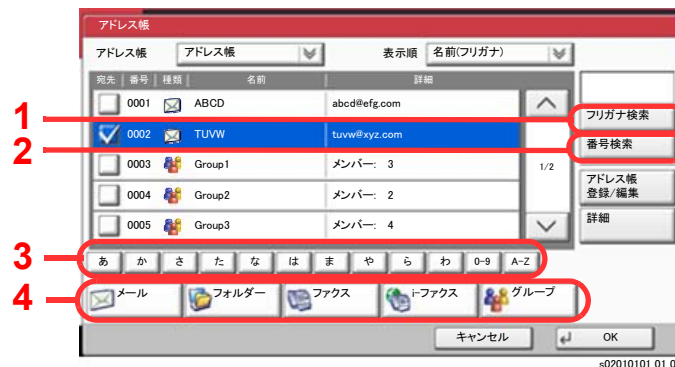 アドレス帳
アドレス帳 アドレス帳 表示順 名前(フリガナ)
宛先 番号 種類 名前 詳細
0001 ABCD abcd@efg.com
1 フリガナ検索
0002 TUVW tuvw@xyz.com
2 番号検索
0003 Group1 メンバー: 3 1/2
アドレス帳
登録/編集
0004 Group2 メンバー: 2
0005 Group3 メンバー: 4 詳細
3 あ か さ た な は ま や ら わ 0-9 A-Z
4 メール フォルダー ファクス i-ファクス グループ
キャンセル OK
s02010101 01.0